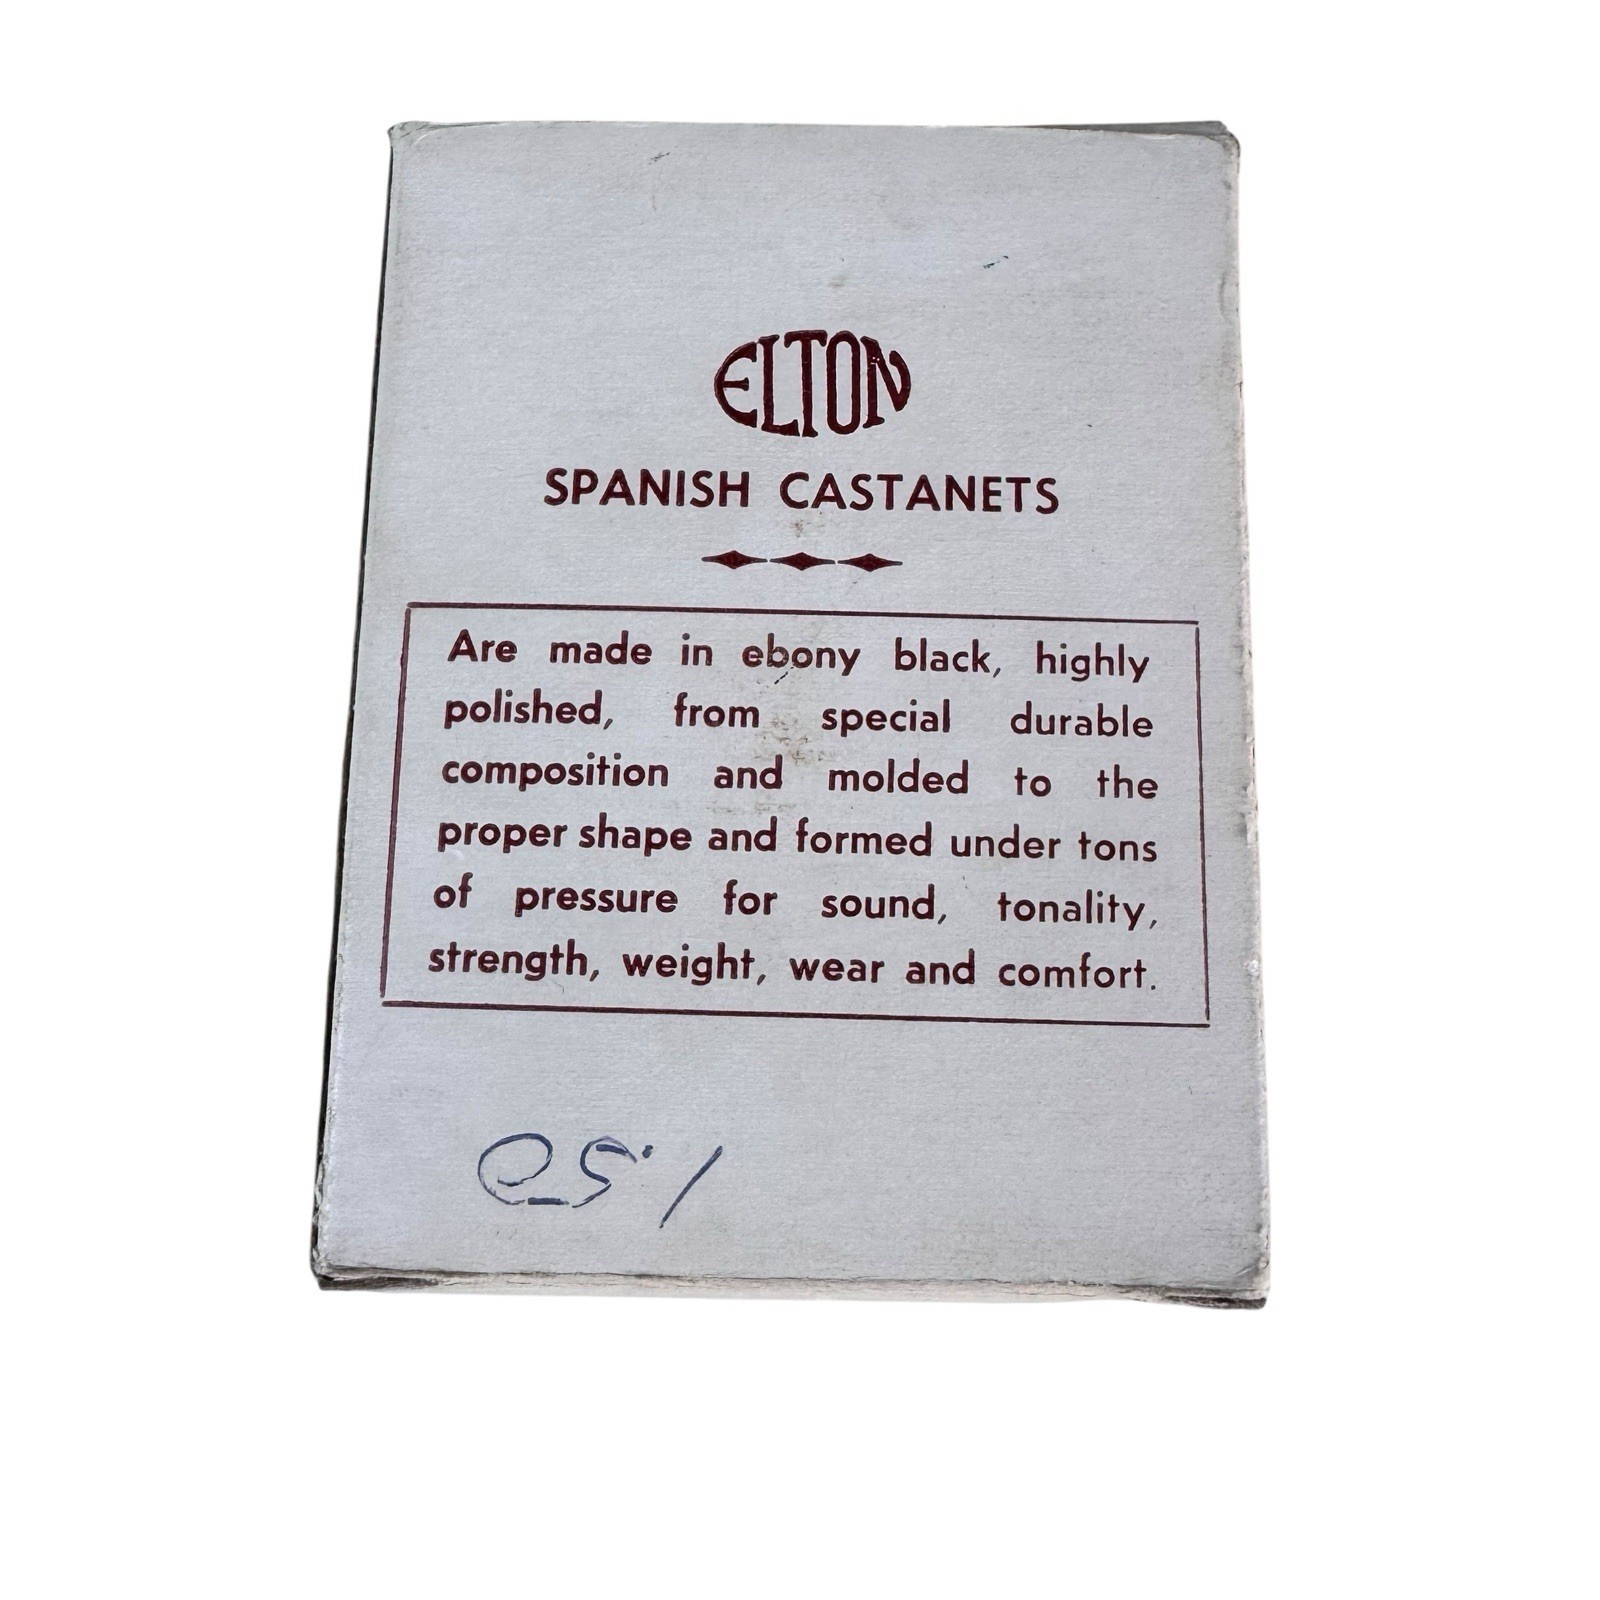 ELTON
SPANISH CASTANETS
Are made in ebony black, highly
polished, from special durable
composition and molded to the
proper shape and formed under tons
of pressure for sound, tonality,
strength, weight, wear and comfort.